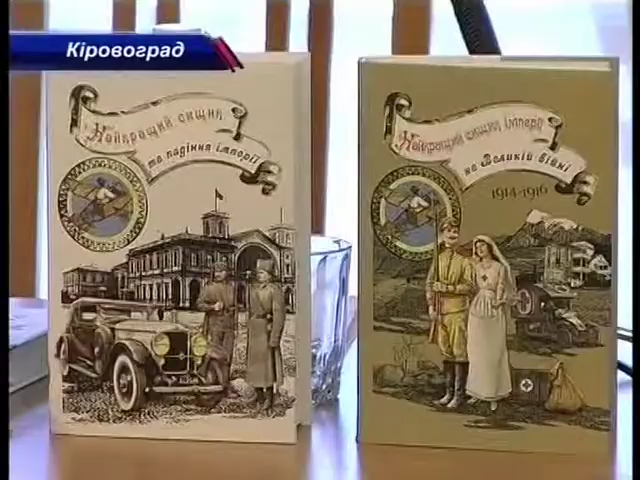 Кіровоград
Найкращий сищик
та падіння імперії
Найкращий сищик імперії
на Великій війні
1914-1916